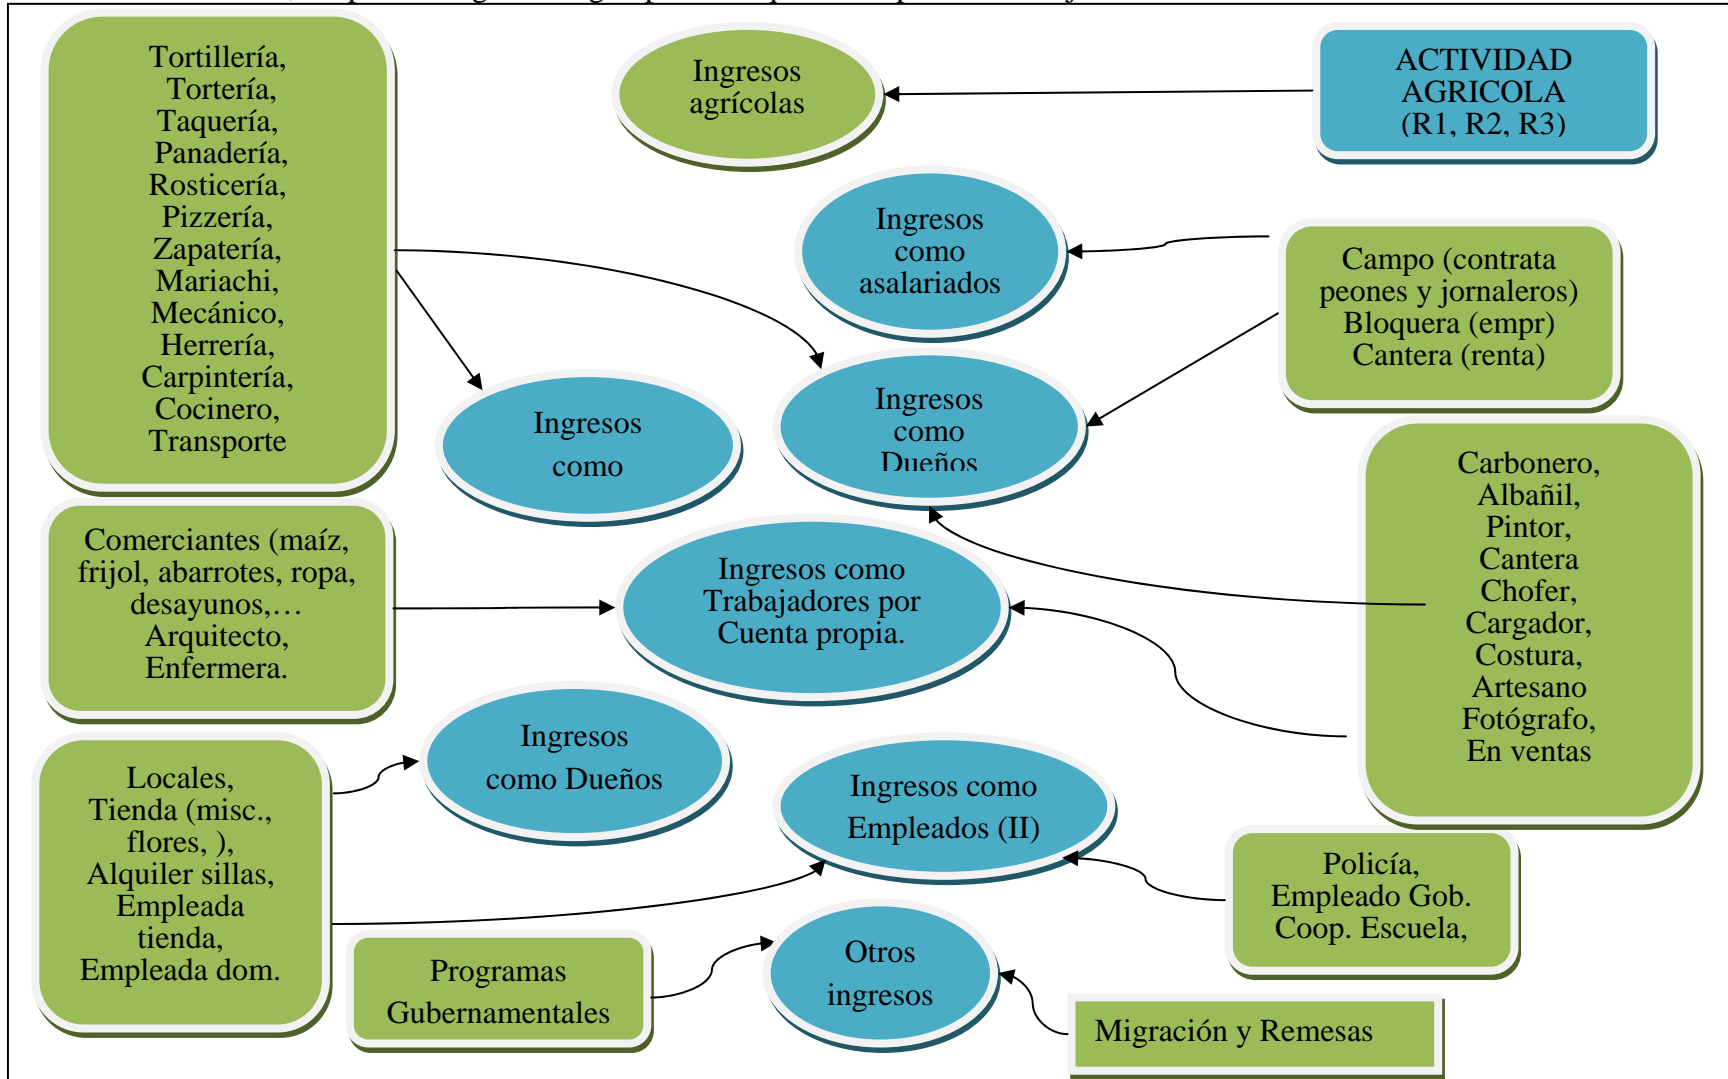 Tortillería,
Tortería,
Taquería,
Panadería,
Rosticería,
Pizzería,
Zapatería,
Mariachi,
Mecánico,
Herrería,
Carpintería,
Cocinero,
Transporte
Ingresos
agrícolas
ACTIVIDAD
AGRICOLA
(R1, R2, R3)
Ingresos
como
asalariados
Campo (contrata
peones y jornaleros)
Bloquera (empr)
Cantera (renta)
Ingresos
como
Ingresos
como
Dueños
Carbonero,
Albañil,
Pintor,
Cantera
Chofer,
Cargador,
Costura,
Artesano
Fotógrafo,
En ventas
Comerciantes (maíz,
frijol, abarrotes, ropa,
desayunos,…
Arquitecto,
Enfermera.
Ingresos como
Trabajadores por
Cuenta propia.
Ingresos
como Dueños
Locales,
Tienda (misc.,
flores, ),
Alquiler sillas,
Empleada
tienda,
Empleada dom.
Ingresos como
Empleados (II)
Policía,
Empleado Gob.
Coop. Escuela,
Programas
Gubernamentales
Otros
ingresos
Migración y Remesas